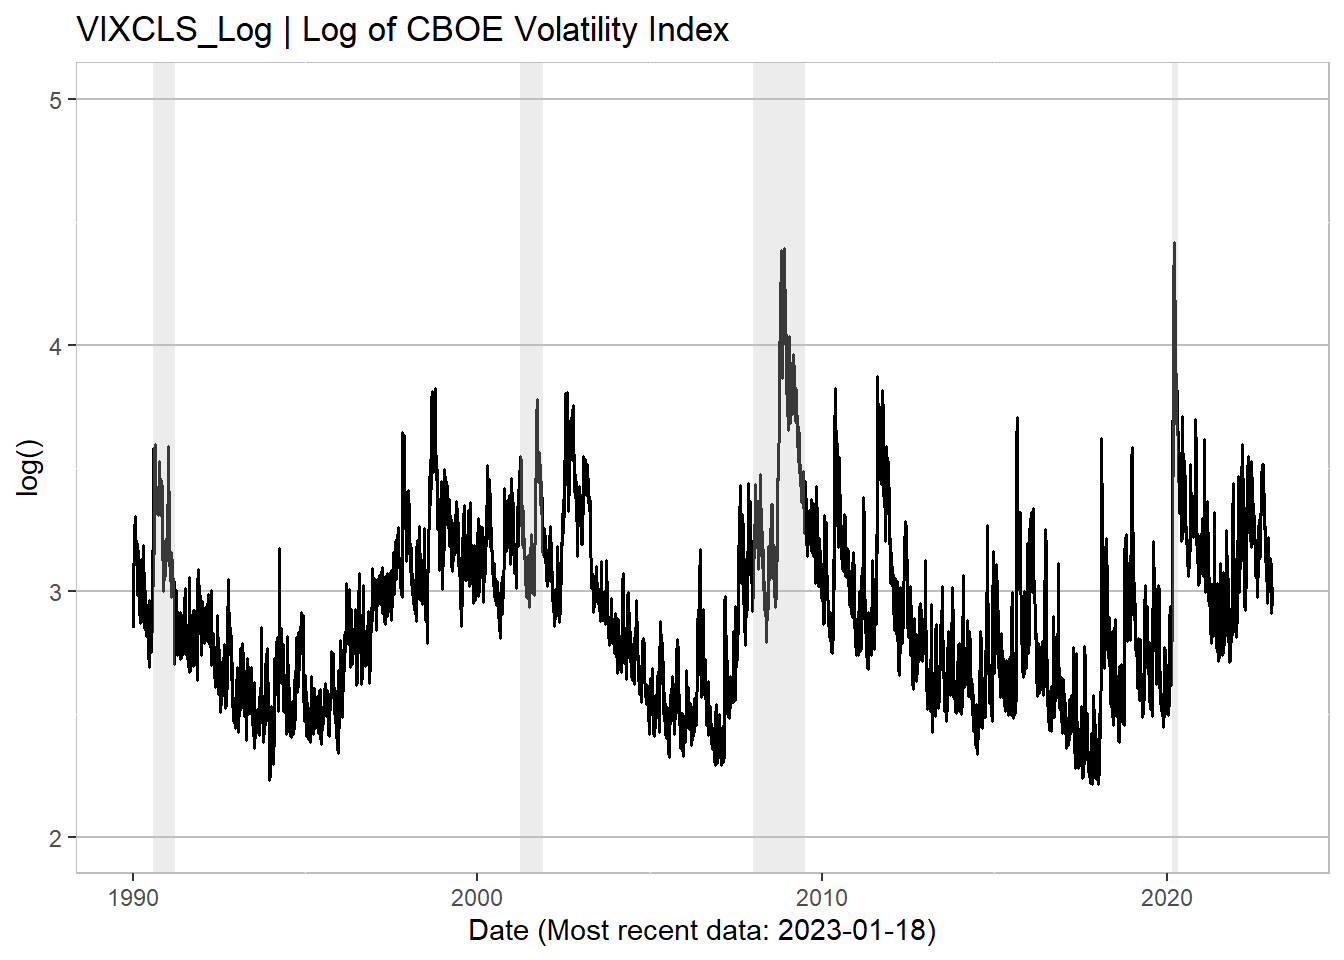 VIXCLS_Log | Log of CBOE Volatility Index
5
4
3
2
log()
1990 2000 2010 2020
Date (Most recent data: 2023-01-18)